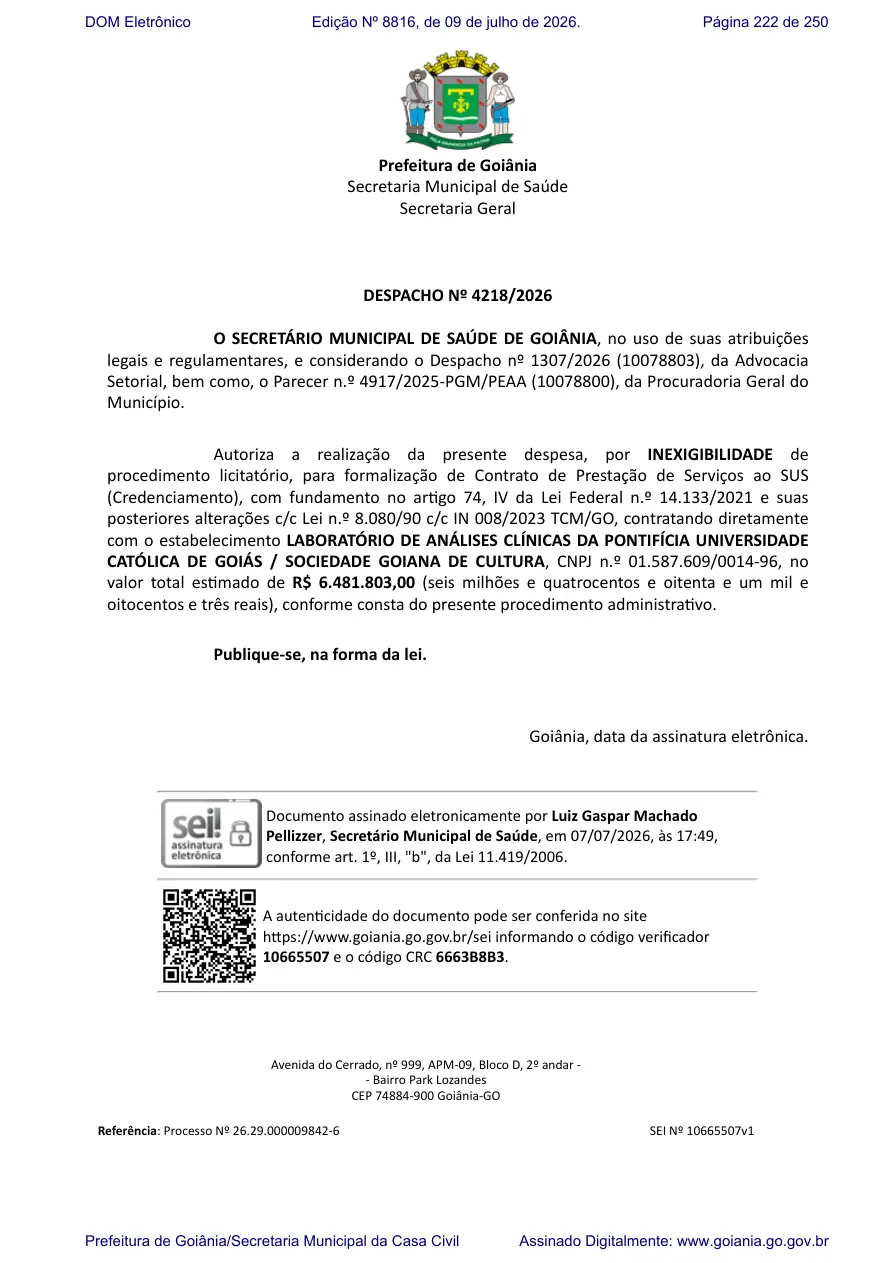 DOM Eletrônico Edição Nº 8816, de 09 de julho de 2026. Página 222 de 250
PELA GRANDEZA DA PÁTRIA
Prefeitura de Goiânia
Secretaria Municipal de Saúde
Secretaria Geral
DESPACHO Nº 4218/2026
O SECRETÁRIO MUNICIPAL DE SAÚDE DE GOIÂNIA, no uso de suas atribuições
legais e regulamentares, e considerando o Despacho nº 1307/2026 (10078803), da Advocacia
Setorial, bem como, o Parecer n.º 4917/2025-PGM/PEAA (10078800), da Procuradoria Geral do
Município.
Autoriza a realização da presente despesa, por INEXIGIBILIDADE de
procedimento licitatório, para formalização de Contrato de Prestação de Serviços ao SUS
(Credenciamento), com fundamento no artigo 74, IV da Lei Federal n.º 14.133/2021 e suas
posteriores alterações c/c Lei n.º 8.080/90 c/c IN 008/2023 TCM/GO, contratando diretamente
com o estabelecimento LABORATÓRIO DE ANÁLISES CLÍNICAS DA PONTIFÍCIA UNIVERSIDADE
CATÓLICA DE GOIÁS / SOCIEDADE GOIANA DE CULTURA, CNPJ n.º 01.587.609/0014-96, no
valor total estimado de R$ 6.481.803,00 (seis milhões e quatrocentos e oitenta e um mil e
oitocentos e três reais), conforme consta do presente procedimento administrativo.
Publique-se, na forma da lei.
Goiânia, data da assinatura eletrônica.
sei!
assinatura
eletrônica
Documento assinado eletronicamente por Luiz Gaspar Machado
Pellizzer, Secretário Municipal de Saúde, em 07/07/2026, às 17:49,
conforme art. 1º, III, "b", da Lei 11.419/2006.
A autenticidade do documento pode ser conferida no site
https://www.goiania.go.gov.br/sei informando o código verificador
10665507 e o código CRC 6663B8B3.
Avenida do Cerrado, nº 999, APM-09, Bloco D, 2º andar -
- Bairro Park Lozandes
CEP 74884-900 Goiânia-GO
Referência: Processo Nº 26.29.000009842-6 SEI Nº 10665507v1
Prefeitura de Goiânia/Secretaria Municipal da Casa Civil Assinado Digitalmente: www.goiania.go.gov.br